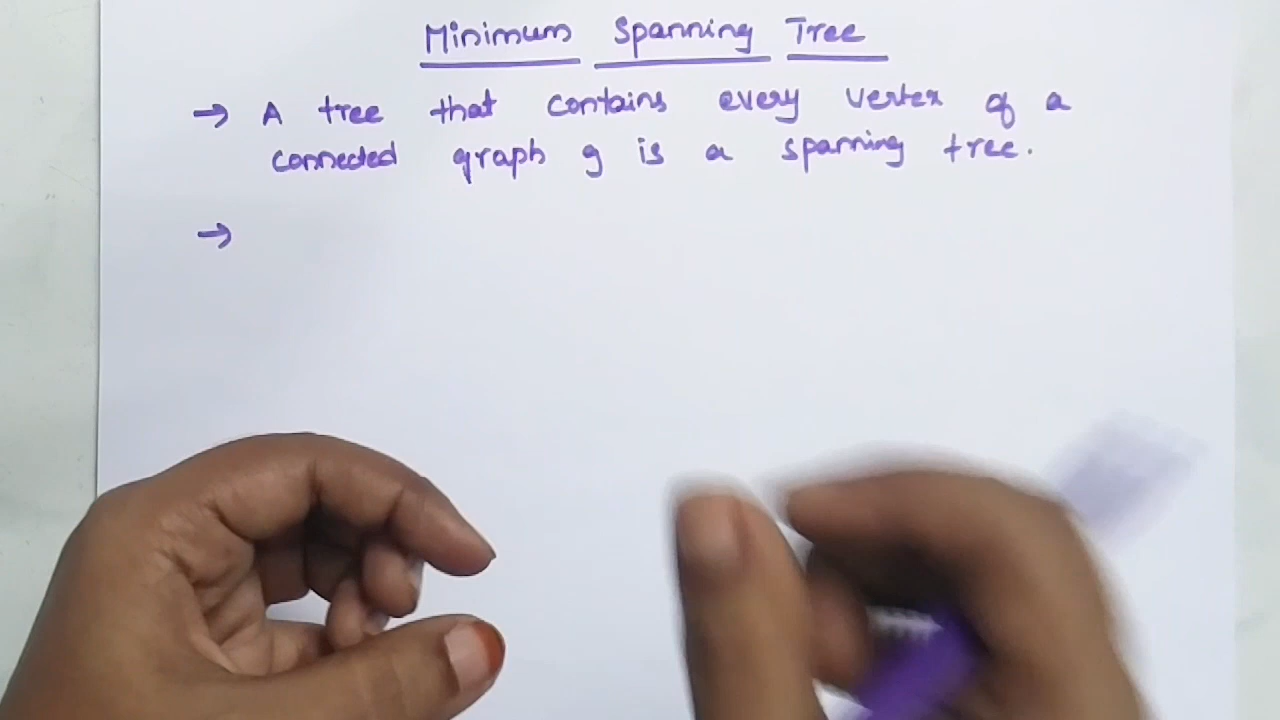 Minimum Spanning Tree
→ A tree that contains every vertex of a
connected graph g is a spanning tree.
→